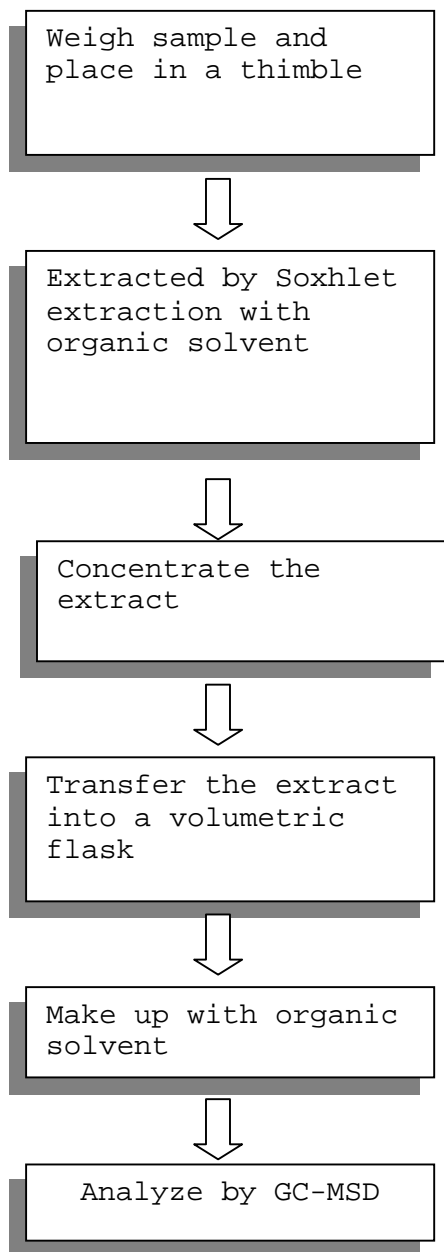 Weigh sample and
place in a thimble
Extracted by Soxhlet
extraction with
organic solvent
Concentrate the
extract
Transfer the extract
into a volumetric
flask
Make up with organic
solvent
Analyze by GC-MSD